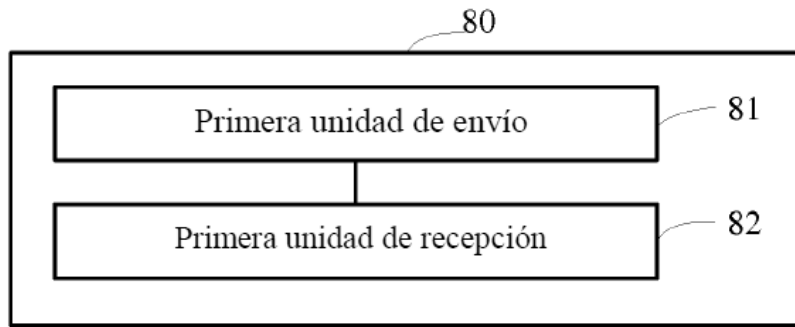 80
Primera unidad de envío
81
Primera unidad de recepción
82